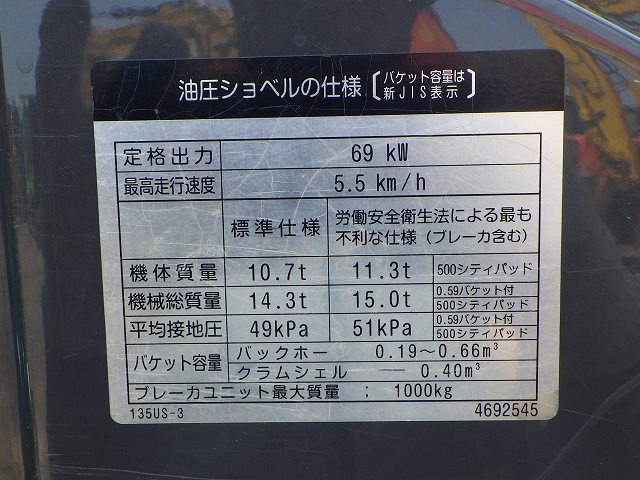 油圧ショベルの仕様〔バケット容量は
新JIS表示〕
定格出力 69 kW
最高走行速度 5.5 km/h
標準仕様 労働安全衛生法による最も
不利な仕様（ブレーカ含む）
機体質量 10.7t 11.3t 500シティパッド
機械総質量 14.3t 15.0t 0.59バケット付
500シティパッド
平均接地圧 49kPa 51kPa 0.59バケット付
500シティパッド
バケット容量 バックホー 0.19～0.66m³
クラムシェル ── 0.40m³
ブレーカユニット最大質量 ; 1000kg
135US-3 4692545